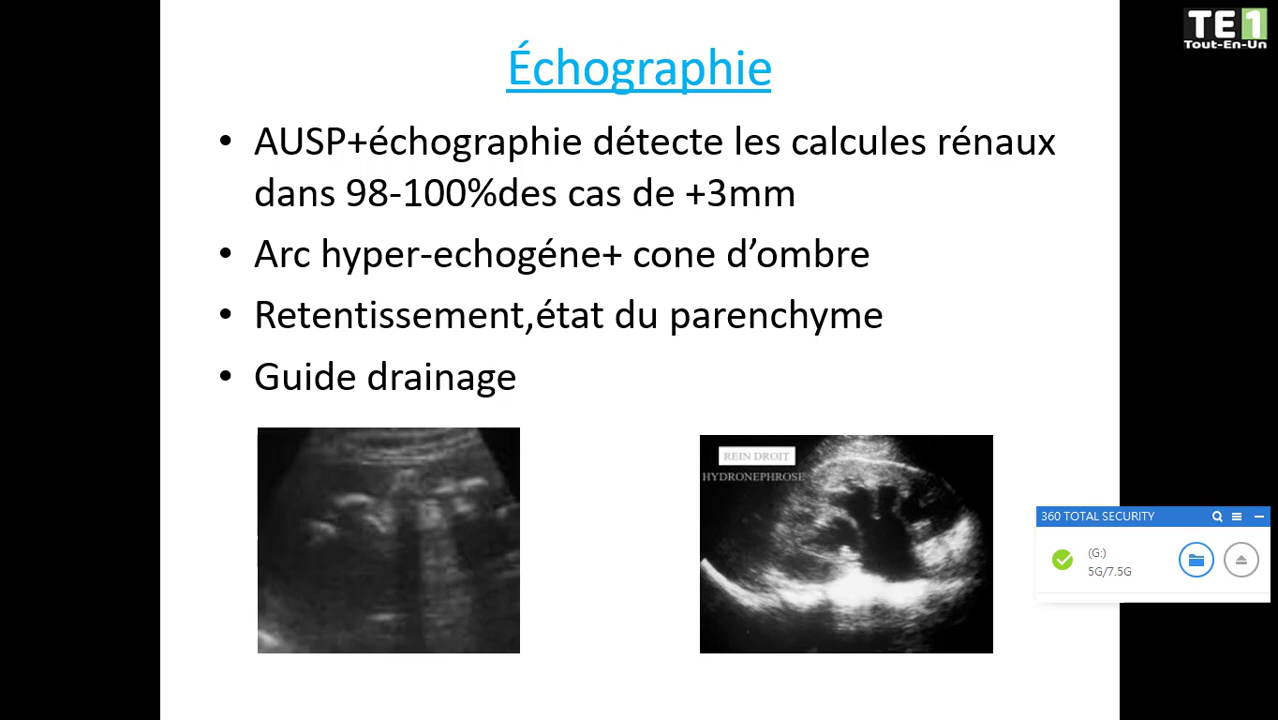 TE1
Tout-En-Un
Échographie
• AUSP+échographie détecte les calcules rénaux
dans 98-100%des cas de +3mm
• Arc hyper-echogéne+ cone d’ombre
• Retentissement,état du parenchyme
• Guide drainage
REIN DROIT
HYDRONEPHROSE
360 TOTAL SECURITY
(G:)
5G/7.5G